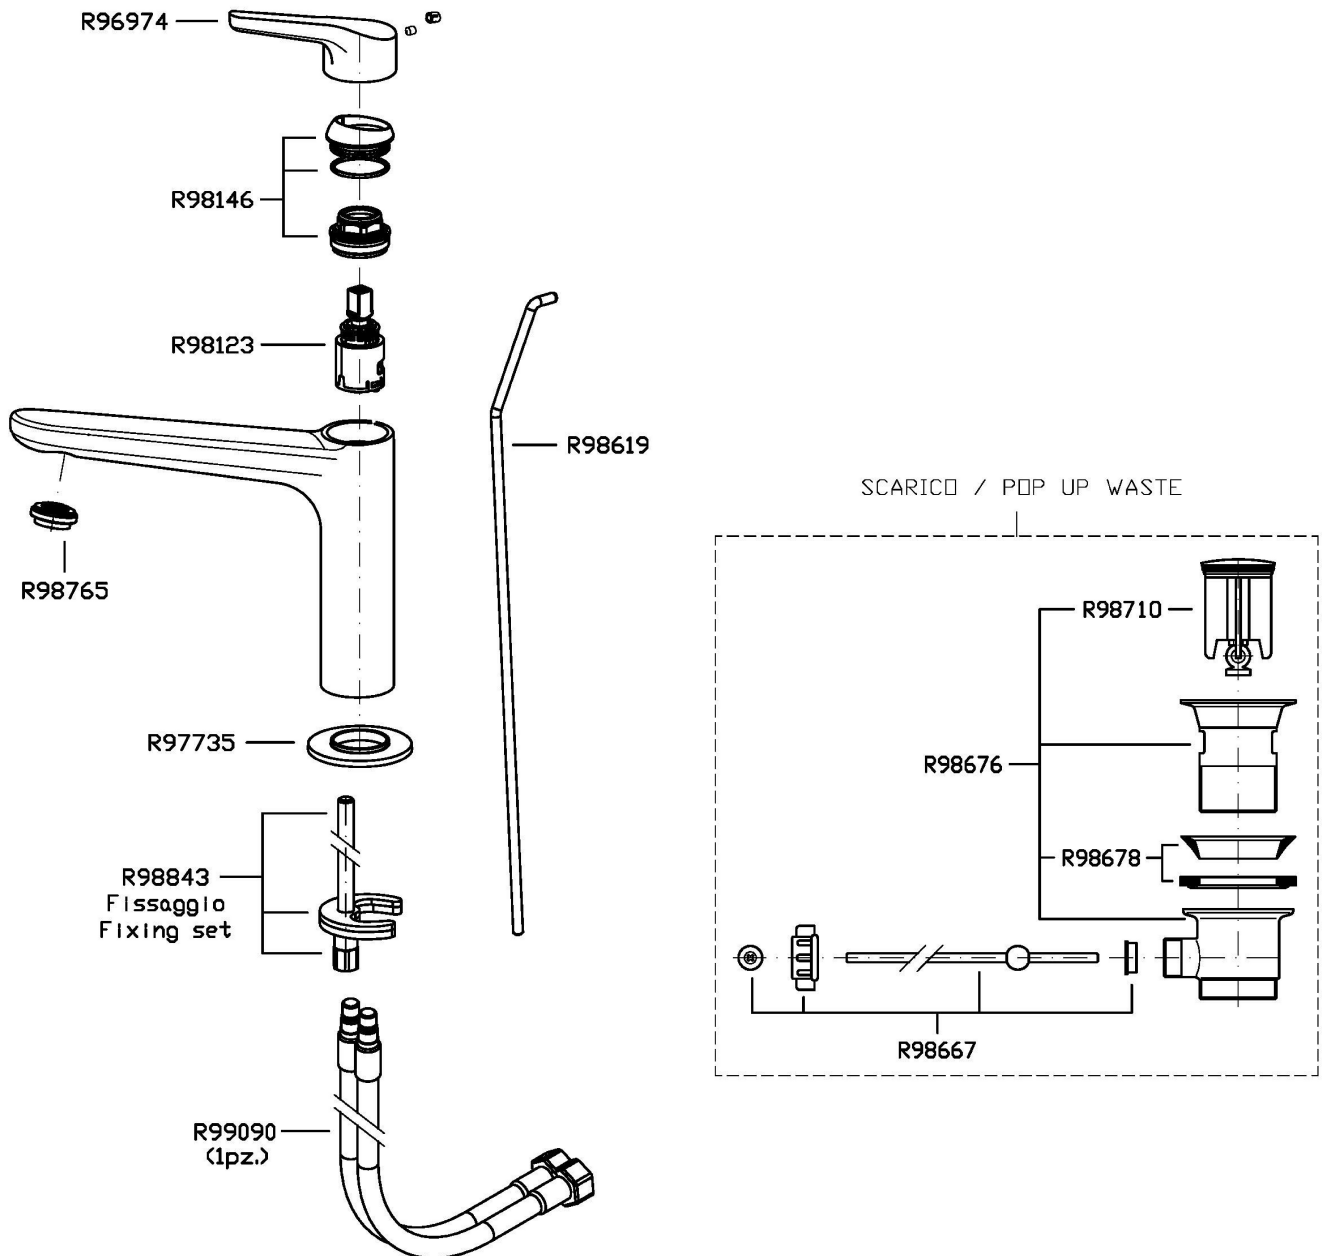 R96974
R98146
R98123
R98619
R98765
SCARICO / POP UP WASTE
R98710
R97735
R98676
R98678
R98843
Fissaggio
Fixing set
R98667
R99090
(1pz.)